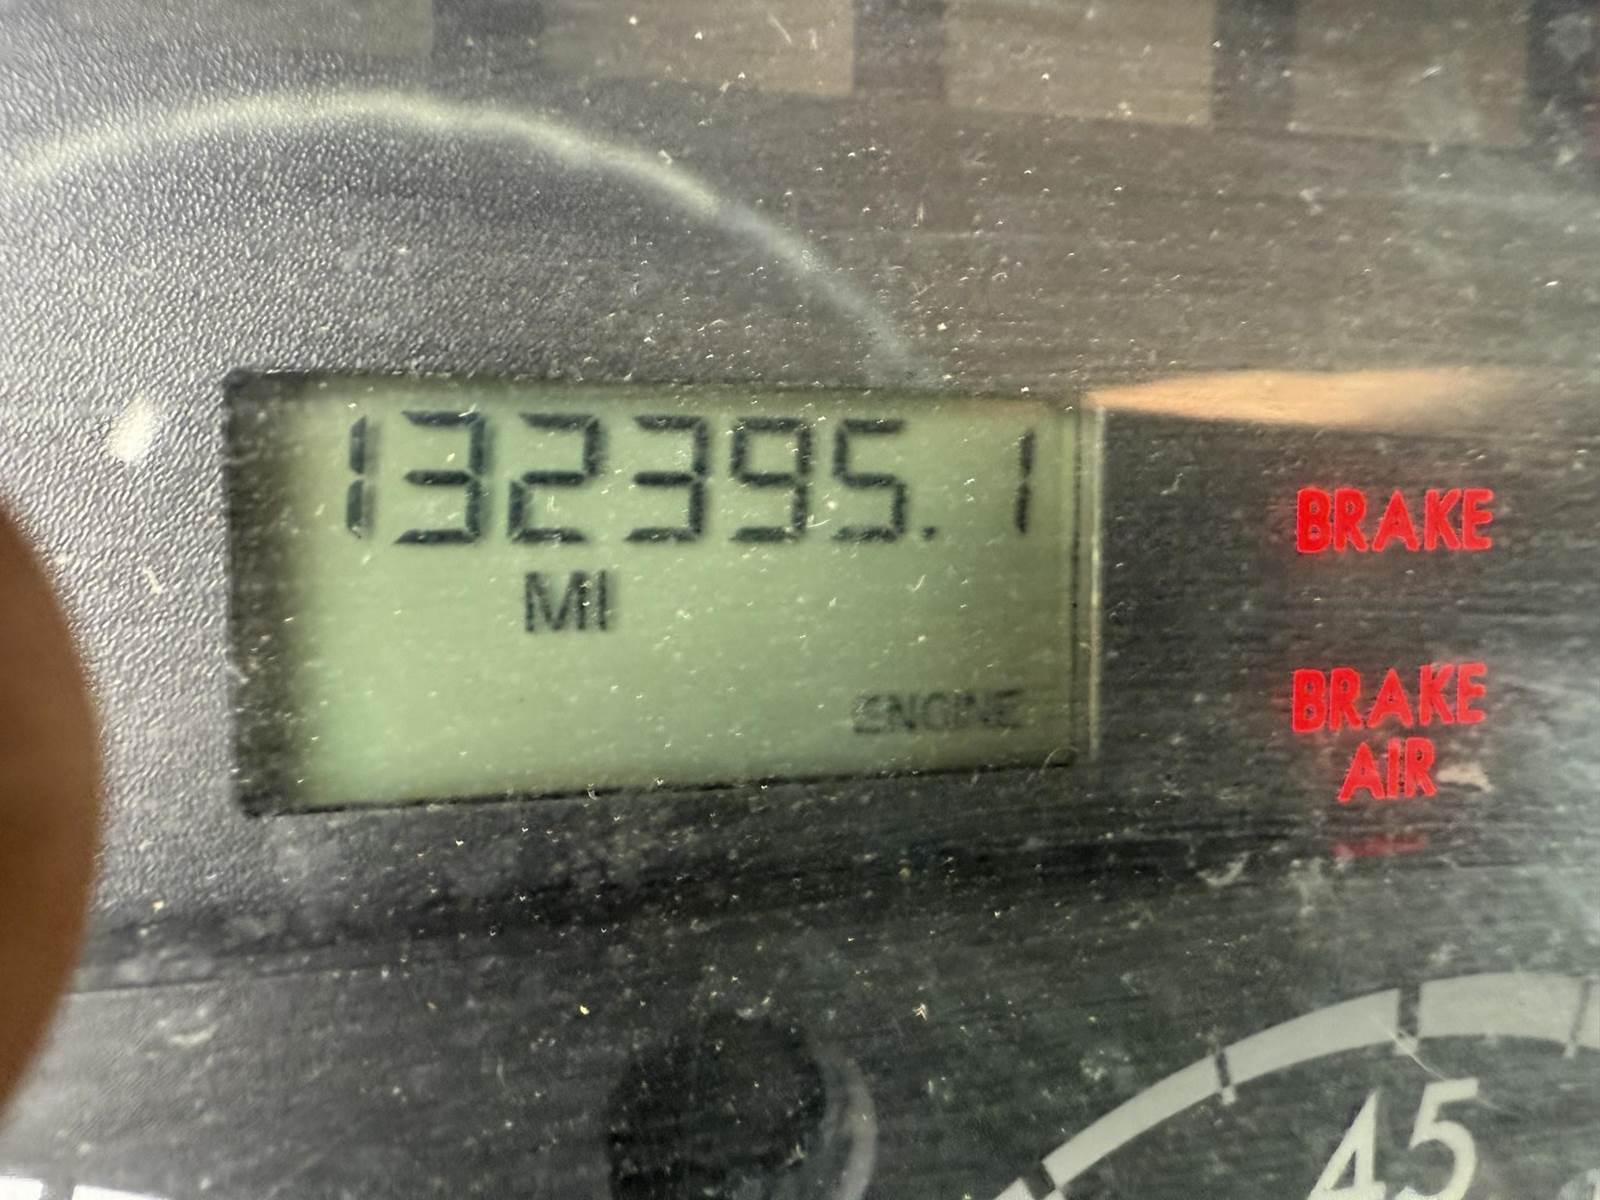 132395.1
MI
ENGINE
BRAKE
BRAKE
AIR
45